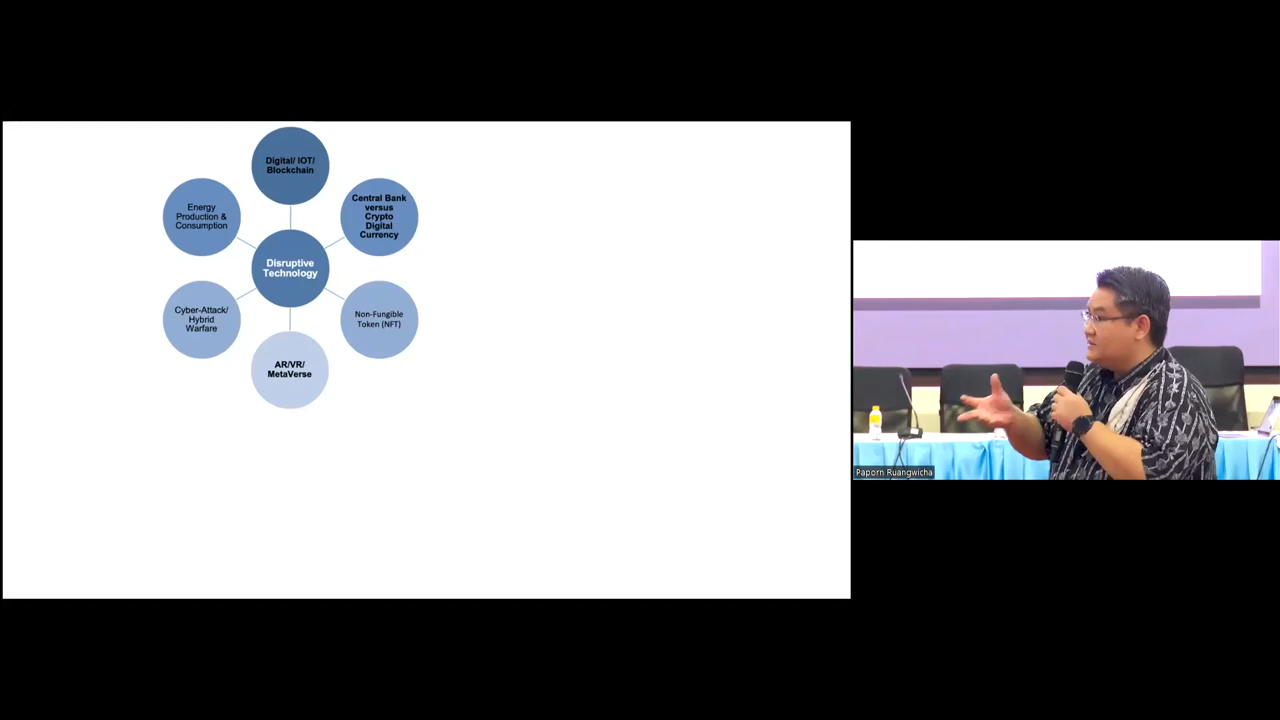 Digital/ IOT/
Blockchain
Central Bank
versus
Crypto
Digital
Currency
Non-Fungible
Token (NFT)
AR/VR/
MetaVerse
Cyber-Attack/
Hybrid
Warfare
Energy
Production &
Consumption
Disruptive
Technology
Paporn Ruangwicha